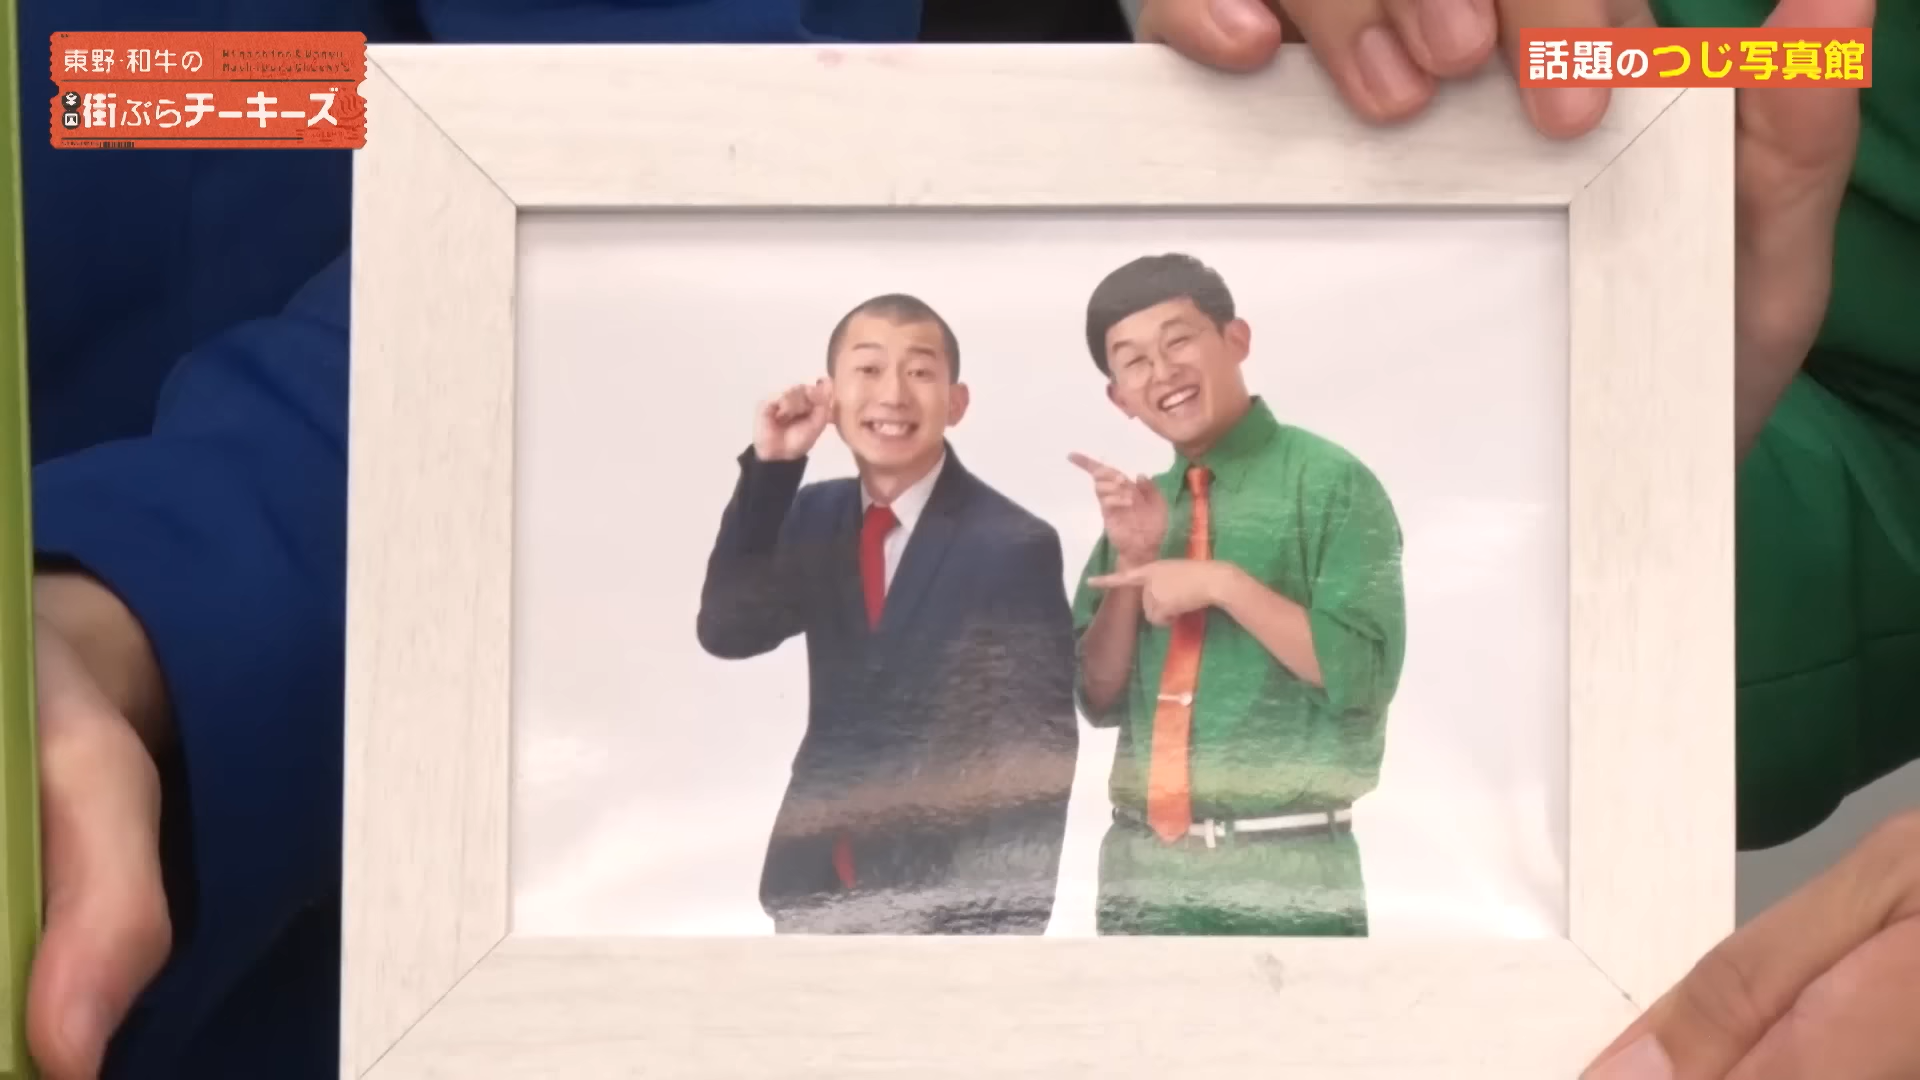 東野・和牛の
街ぶらチーキーズ
話題のつじ写真館